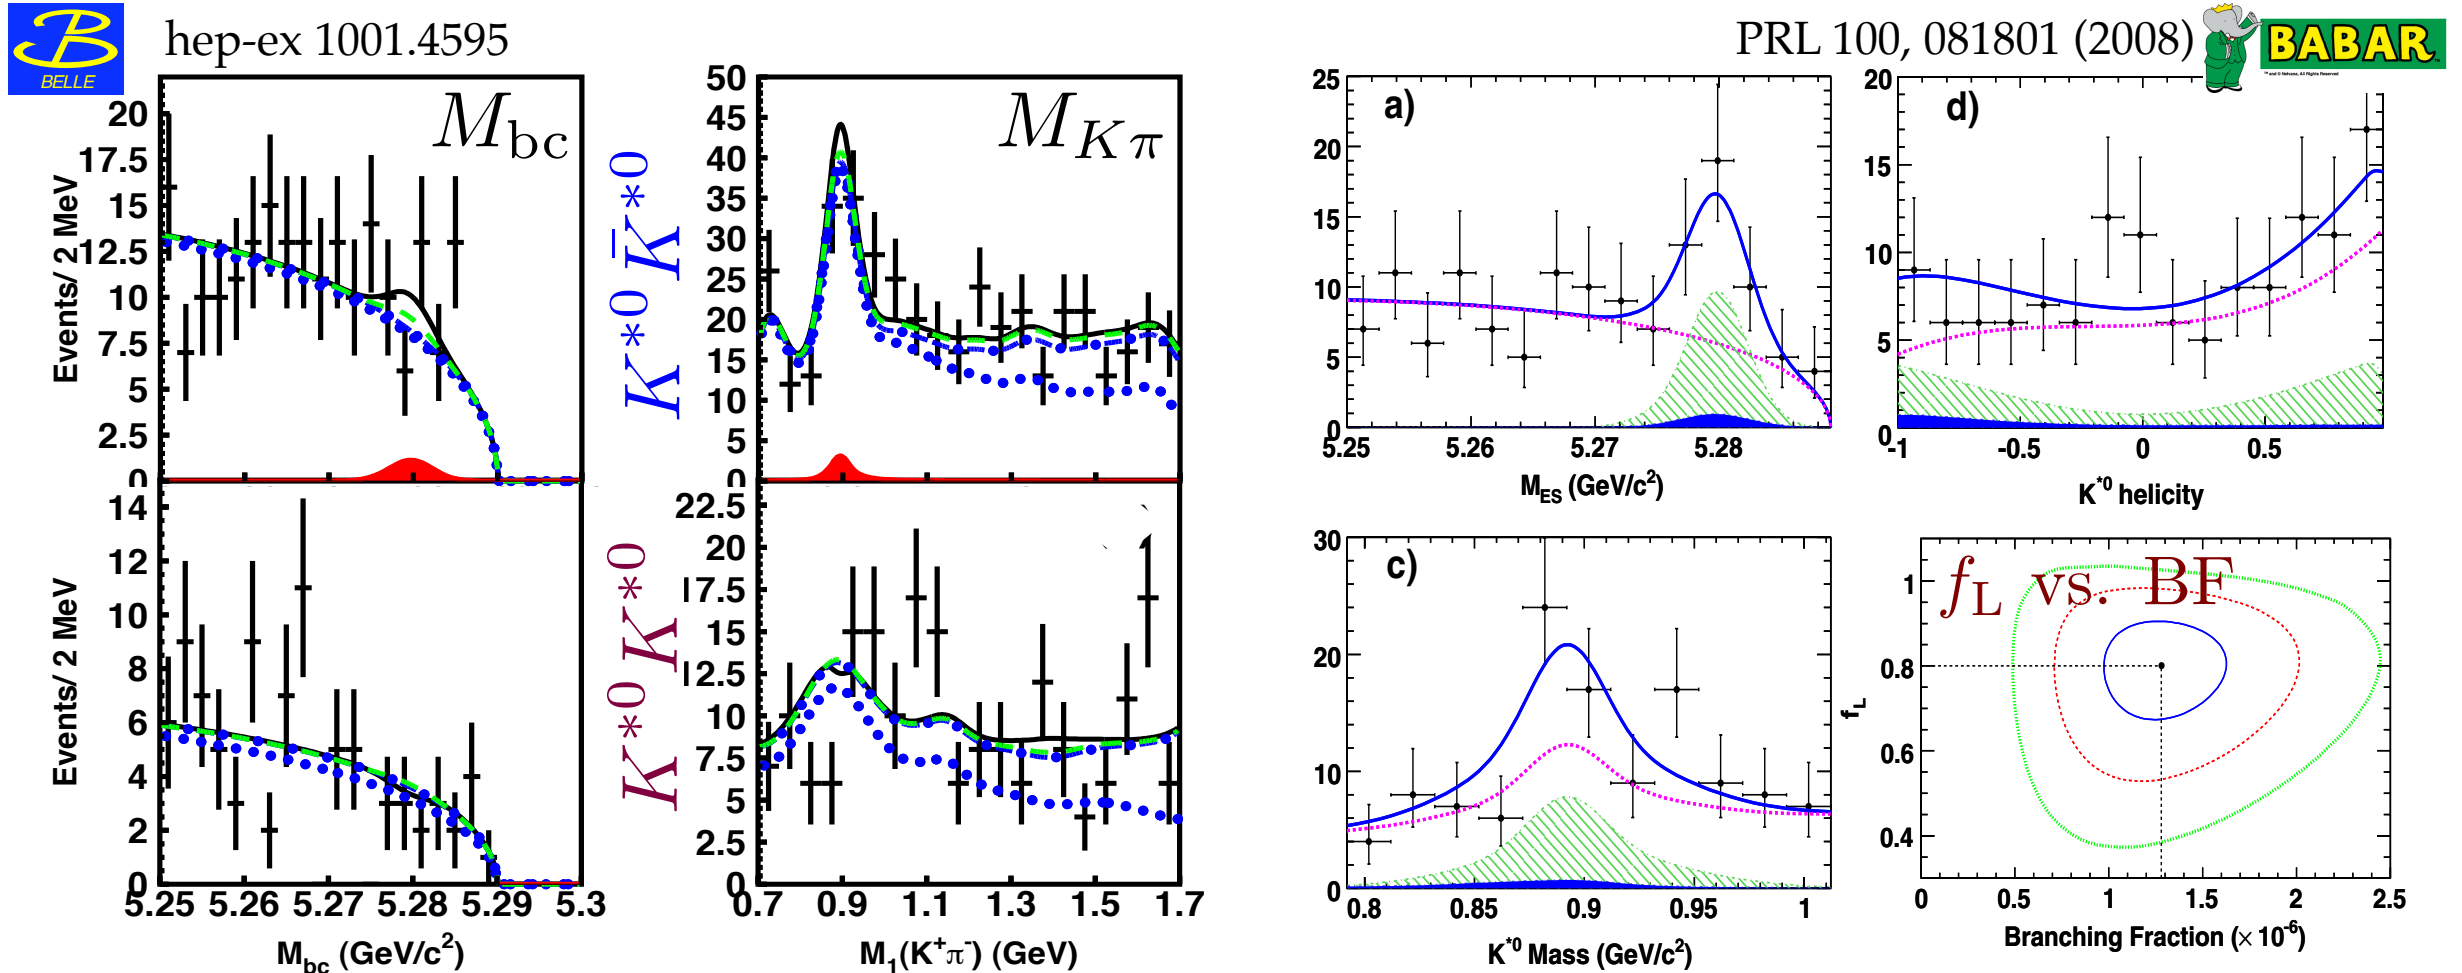 BELLE
hep-ex 1001.4595
PRL 100, 081801 (2008)
BABAR
Events/ 2 MeV
20
17.5
15
12.5
10
7.5
5
2.5
0
M_bc
K*0 K̄*0
50
45
40
35
30
25
20
15
10
5
0
M_Kπ
Events/ 2 MeV
14
12
10
8
6
4
2
0
5.25 5.26 5.27 5.28 5.29 5.3
M_bc (GeV/c²)
K*0 K*0
22.5
20
17.5
15
12.5
10
7.5
5
2.5
0
0.7 0.9 1.1 1.3 1.5 1.7
M₁(K⁺π⁻) (GeV)
a)
25
20
15
10
5
0
5.25 5.26 5.27 5.28
M_ES (GeV/c²)
d)
20
15
10
5
0
-1 -0.5 0 0.5
K*0 helicity
c)
30
20
10
0
0.8 0.85 0.9 0.95 1
K*0 Mass (GeV/c²)
f_L vs. BF
f_L
1
0.8
0.6
0.4
0 0.5 1 1.5 2 2.5
Branching Fraction (× 10⁻⁶)